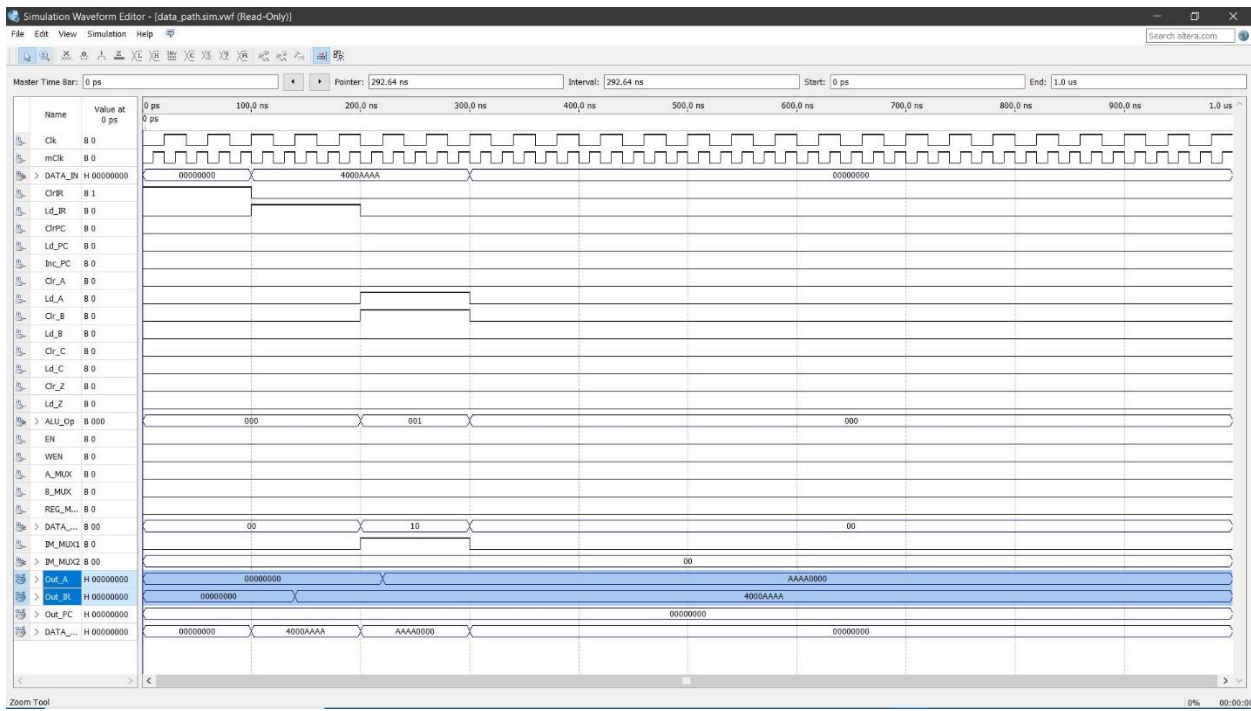 Simulation Waveform Editor - [data_path.sim.vwf (Read-Only)]
File Edit View Simulation Help
Search altera.com
Master Time Bar: 0 ps Pointer: 292.64 ns Interval: 292.64 ns Start: 0 ps End: 1.0 us
Name Value at 0 ps
0 ps 100.0 ns 200.0 ns 300.0 ns 400.0 ns 500.0 ns 600.0 ns 700.0 ns 800.0 ns 900.0 ns 1.0 us
0 ps
Clk B 0
mClk B 0
DATA_IN H 00000000 00000000 4000AAAA 00000000
ClrIR B 1
Ld_IR B 0
ClrPC B 0
Ld_PC B 0
Inc_PC B 0
Clr_A B 0
Ld_A B 0
Clr_B B 0
Ld_B B 0
Clr_C B 0
Ld_C B 0
Clr_Z B 0
Ld_Z B 0
ALU_Op B 000 000 001 000
EN B 0
WEN B 0
A_MUX B 0
B_MUX B 0
REG_M... B 0
DATA_... B 00 00 10 00
IM_MUX1 B 0
IM_MUX2 B 00 00
Out_A H 00000000 00000000 AAAA0000
Out_IR H 00000000 00000000 4000AAAA
Out_PC H 00000000 00000000
DATA_... H 00000000 00000000 4000AAAA AAAA0000 00000000
Zoom Tool 0%